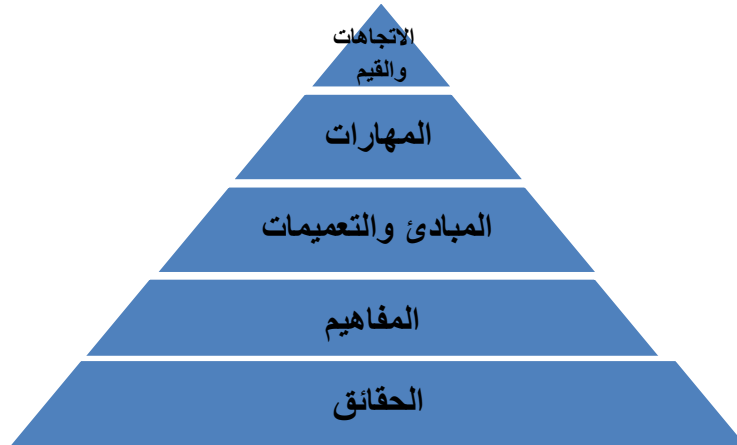 الاتجاهات
والقيم
المهارات
المبادئ والتعميمات
المفاهيم
الحقائق